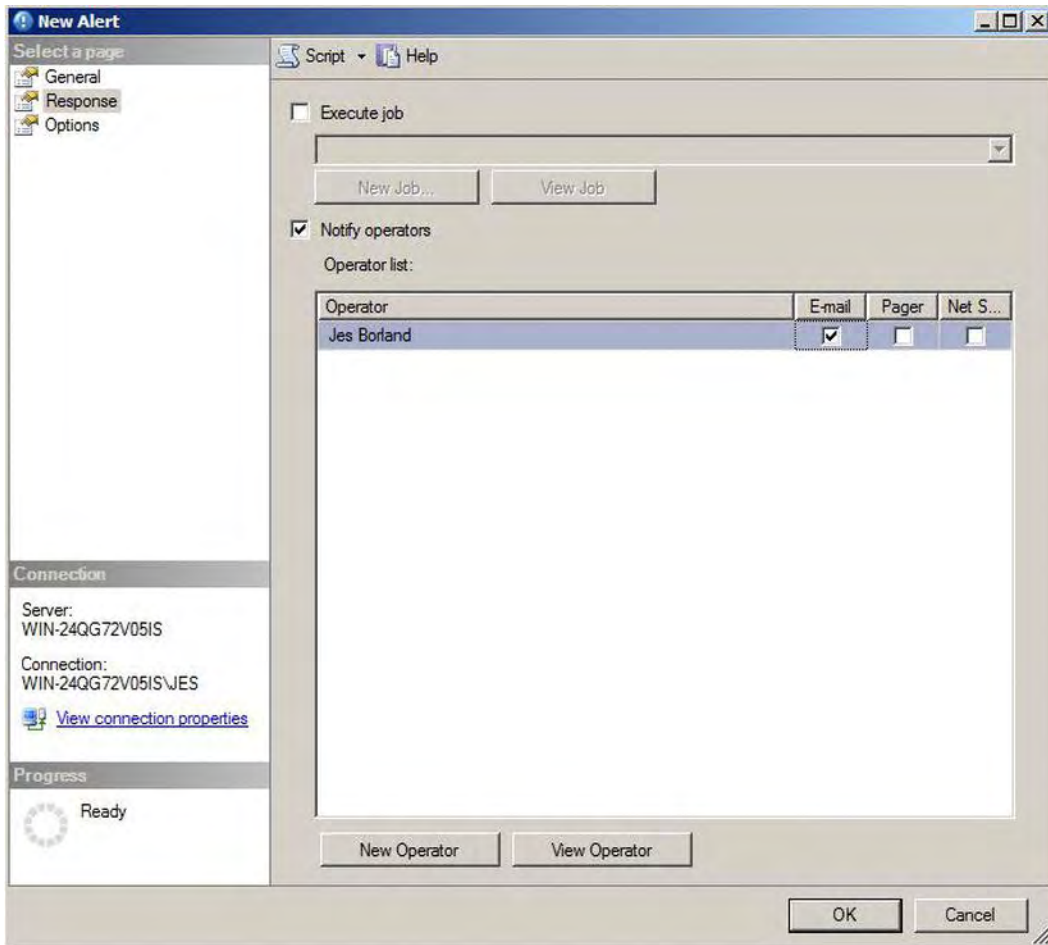 New Alert
Select a page
General
Response
Options
Script Help
Execute job
New Job... View Job
Notify operators
Operator list:
Operator E-mail Pager Net S...
Jes Borland
New Operator View Operator
Connection
Server:
WIN-24QG72V05IS
Connection:
WIN-24QG72V05IS\JES
View connection properties
Progress
Ready
OK Cancel